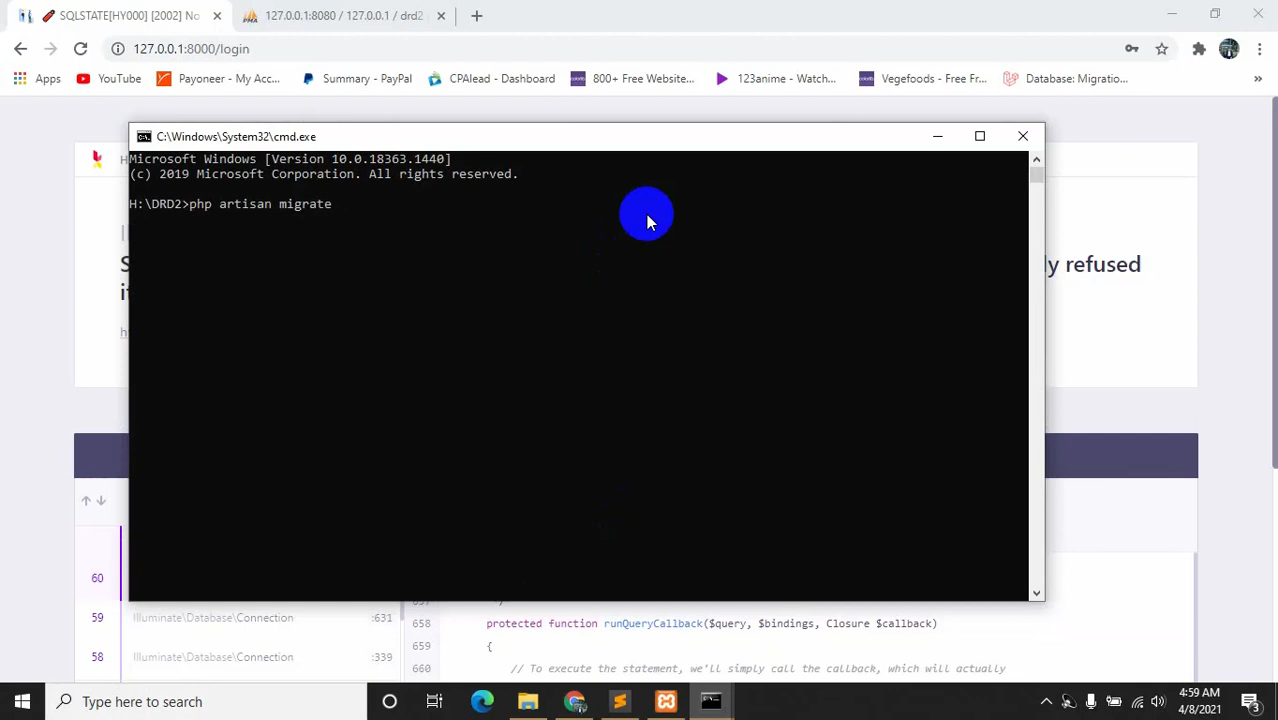 SQLSTATE[HY000] [2002] No
127.0.0.1:8080 / 127.0.0.1 / drd2
127.0.0.1:8000/login
Apps
YouTube
Payoneer - My Acc...
Summary - PayPal
CPAlead - Dashboard
800+ Free Website...
123anime - Watch...
Vegefoods - Free Fr...
Database: Migratio...
»
C:\Windows\System32\cmd.exe
Microsoft Windows [Version 10.0.18363.1440]
(c) 2019 Microsoft Corporation. All rights reserved.
H:\DRD2>php artisan migrate
ly refused
60
59 Illuminate\Database\Connection :631
58 Illuminate\Database\Connection :339
658 protected function runQueryCallback($query, $bindings, Closure $callback)
659 {
660 // To execute the statement, we'll simply call the callback, which will actually
Type here to search
4:59 AM
4/8/2021
3